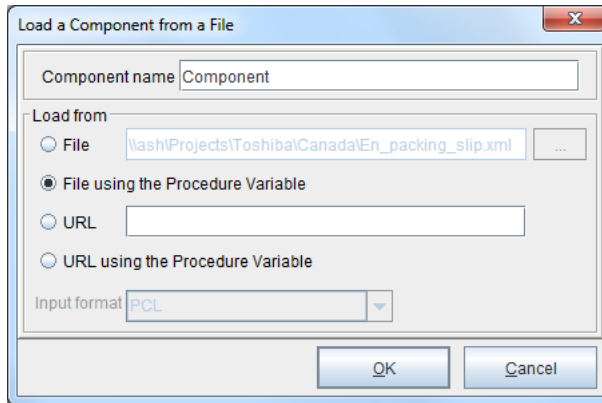 Load a Component from a File
Component name Component
Load from
File \\ash\Projects\Toshiba\Canada\En_packing_slip.xml ...
File using the Procedure Variable
URL
URL using the Procedure Variable
Input format PCL
OK Cancel